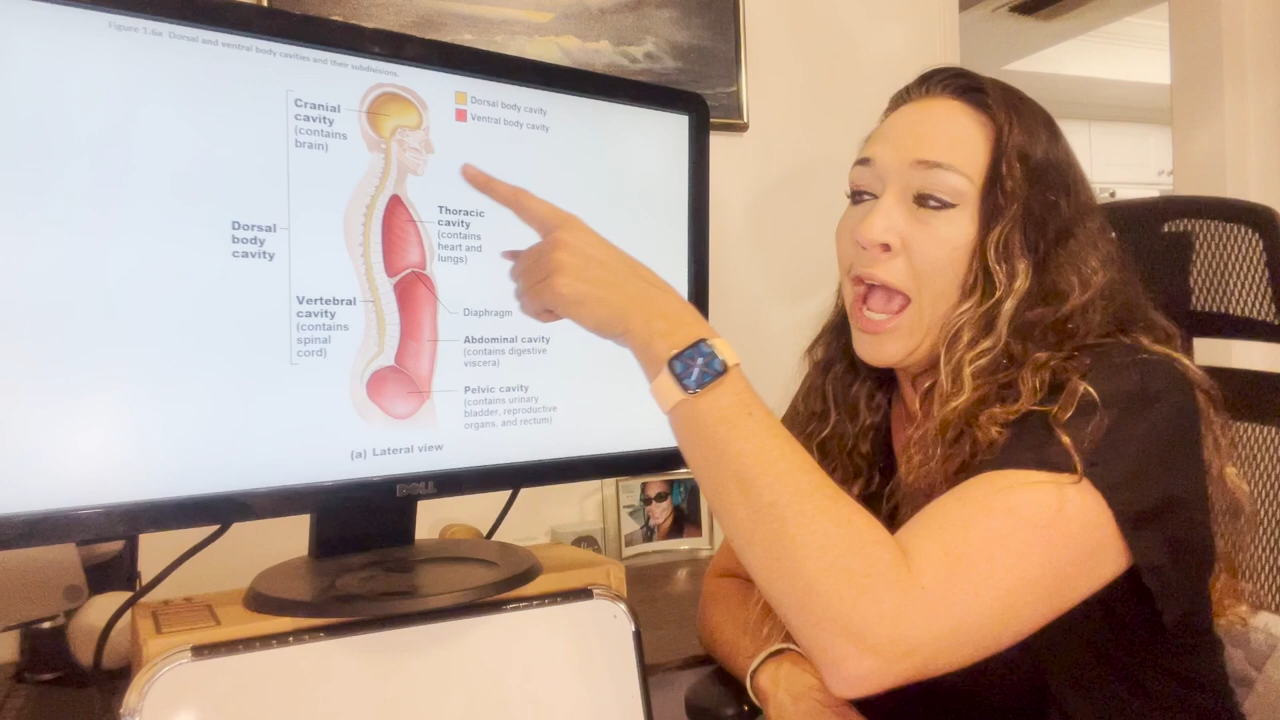 Figure 1.6a Dorsal and ventral body cavities and their subdivisions.
Dorsal body cavity
Ventral body cavity
Cranial
cavity
(contains
brain)
Thoracic
cavity
(contains
heart and
lungs)
Dorsal
body
cavity
Vertebral
cavity
(contains
spinal
cord)
Diaphragm
Abdominal cavity
(contains digestive
viscera)
Pelvic cavity
(contains urinary
bladder, reproductive
organs, and rectum)
(a) Lateral view
DELL